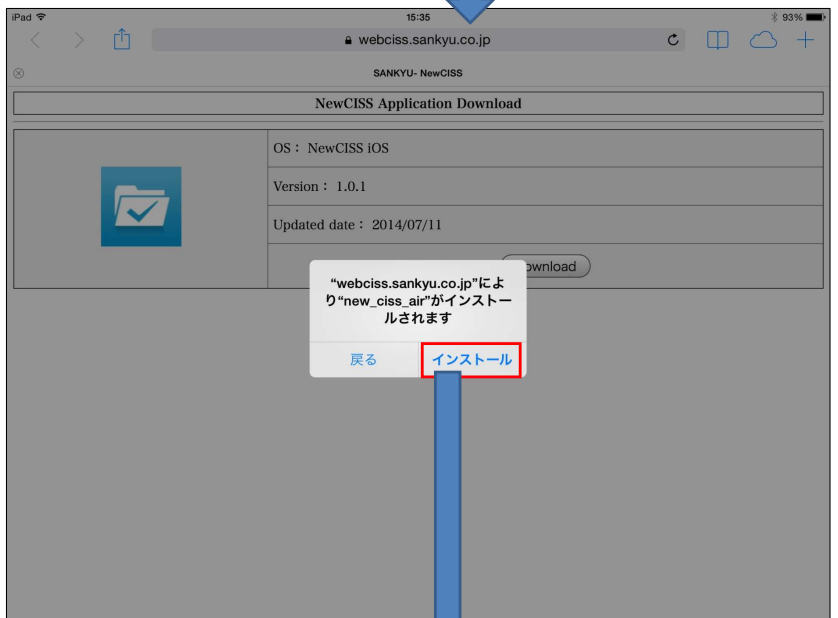 iPad 15:35 93%
webciss.sankyu.co.jp
SANKYU- NewCISS
NewCISS Application Download
OS： NewCISS iOS
Version： 1.0.1
Updated date： 2014/07/11
ownload
“webciss.sankyu.co.jp”によ
り“new_ciss_air”がインストー
ルされます
戻る インストール